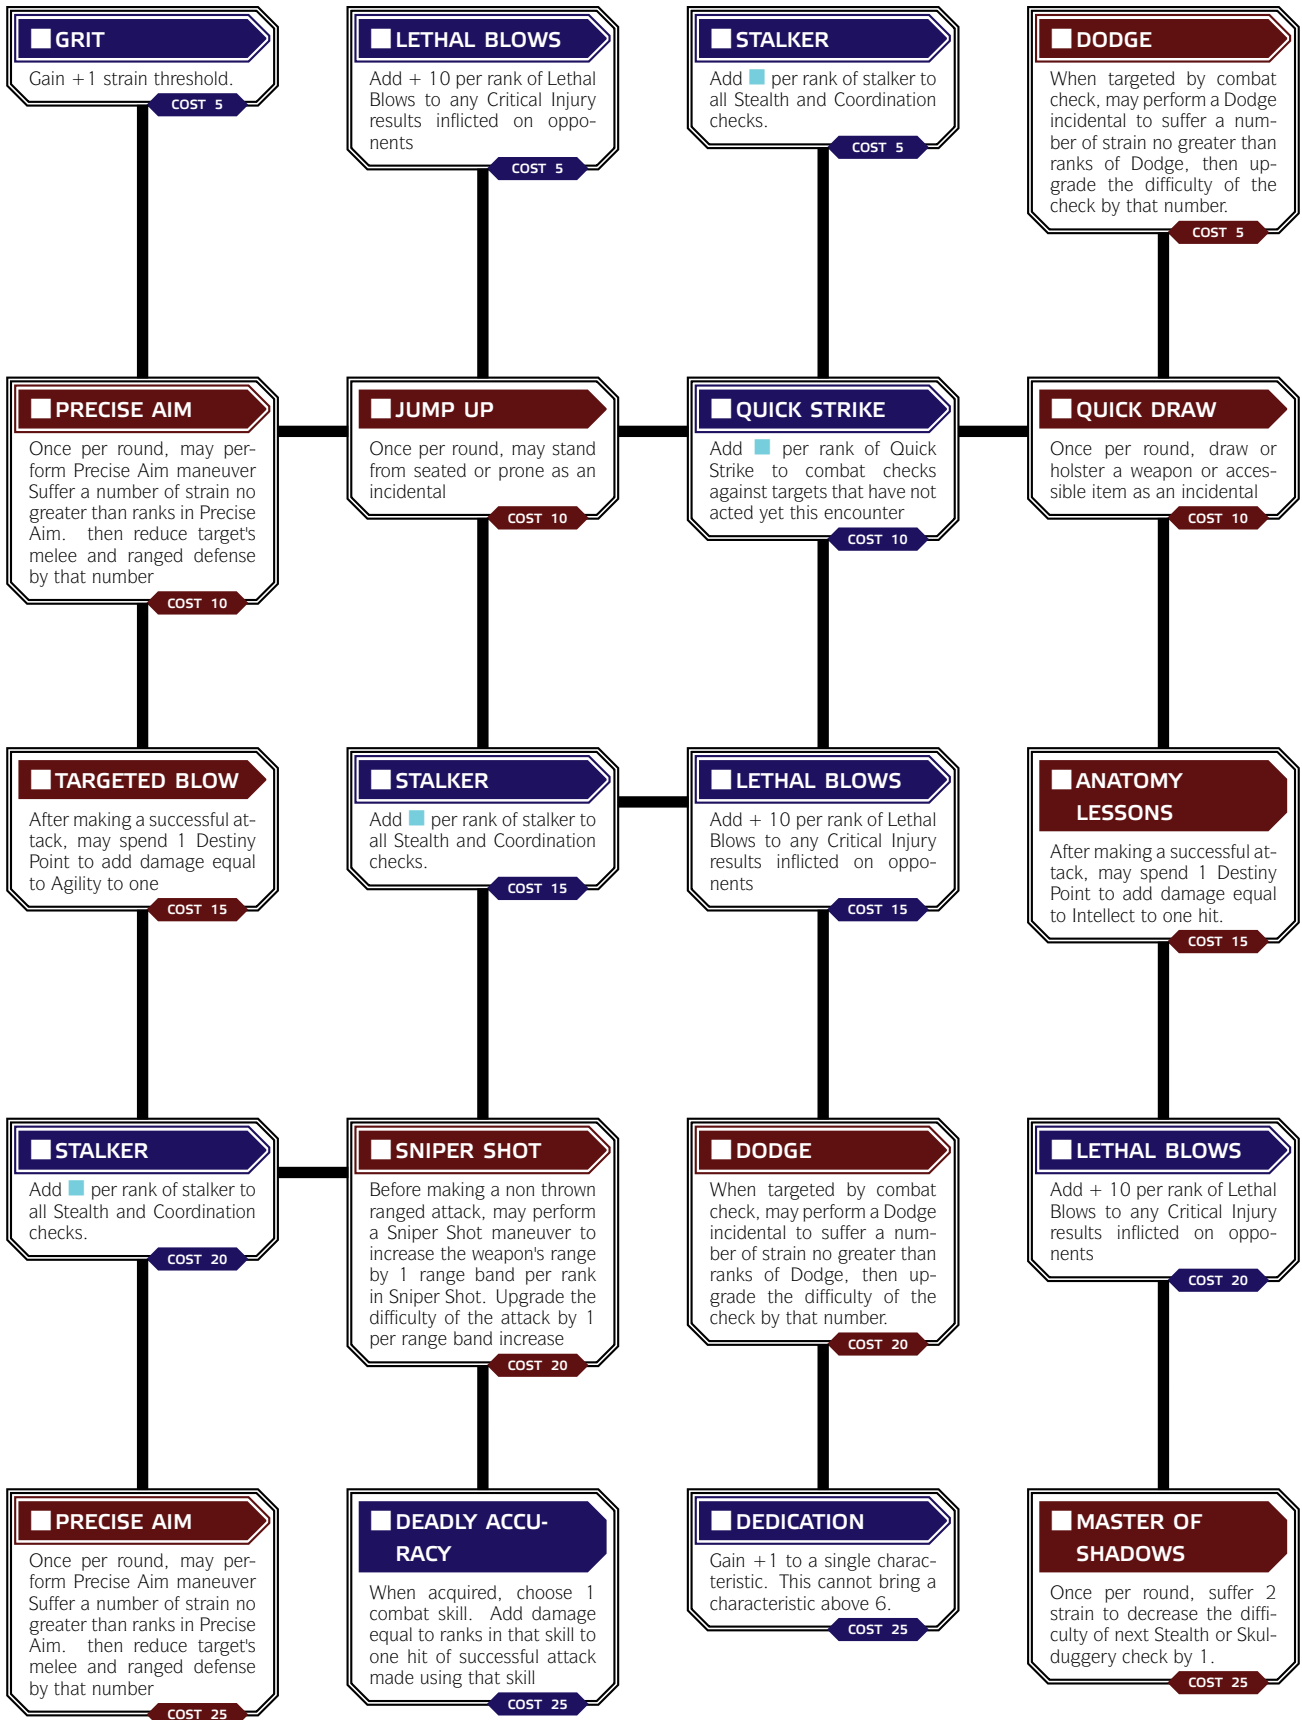 GRIT
Gain +1 strain threshold.
COST 5
LETHAL BLOWS
Add + 10 per rank of Lethal
Blows to any Critical Injury
results inflicted on oppo-
nents
COST 5
STALKER
Add per rank of stalker to
all Stealth and Coordination
checks.
COST 5
DODGE
When targeted by combat
check, may perform a Dodge
incidental to suffer a num-
ber of strain no greater than
ranks of Dodge, then up-
grade the difficulty of the
check by that number.
COST 5
PRECISE AIM
Once per round, may per-
form Precise Aim maneuver
Suffer a number of strain no
greater than ranks in Precise
Aim. then reduce target's
melee and ranged defense
by that number
COST 10
JUMP UP
Once per round, may stand
from seated or prone as an
incidental
COST 10
QUICK STRIKE
Add per rank of Quick
Strike to combat checks
against targets that have not
acted yet this encounter
COST 10
QUICK DRAW
Once per round, draw or
holster a weapon or acces-
sible item as an incidental
COST 10
TARGETED BLOW
After making a successful at-
tack, may spend 1 Destiny
Point to add damage equal
to Agility to one
COST 15
STALKER
Add per rank of stalker to
all Stealth and Coordination
checks.
COST 15
LETHAL BLOWS
Add + 10 per rank of Lethal
Blows to any Critical Injury
results inflicted on oppo-
nents
COST 15
ANATOMY
LESSONS
After making a successful at-
tack, may spend 1 Destiny
Point to add damage equal
to Intellect to one hit.
COST 15
STALKER
Add per rank of stalker to
all Stealth and Coordination
checks.
COST 20
SNIPER SHOT
Before making a non thrown
ranged attack, may perform
a Sniper Shot maneuver to
increase the weapon's range
by 1 range band per rank
in Sniper Shot. Upgrade the
difficulty of the attack by 1
per range band increase
COST 20
DODGE
When targeted by combat
check, may perform a Dodge
incidental to suffer a num-
ber of strain no greater than
ranks of Dodge, then up-
grade the difficulty of the
check by that number.
COST 20
LETHAL BLOWS
Add + 10 per rank of Lethal
Blows to any Critical Injury
results inflicted on oppo-
nents
COST 20
PRECISE AIM
Once per round, may per-
form Precise Aim maneuver
Suffer a number of strain no
greater than ranks in Precise
Aim. then reduce target's
melee and ranged defense
by that number
COST 25
DEADLY ACCU-
RACY
When acquired, choose 1
combat skill. Add damage
equal to ranks in that skill to
one hit of successful attack
made using that skill
COST 25
DEDICATION
Gain +1 to a single charac-
teristic. This cannot bring a
characteristic above 6.
COST 25
MASTER OF
SHADOWS
Once per round, suffer 2
strain to decrease the diffi-
culty of next Stealth or Skul-
duggery check by 1.
COST 25